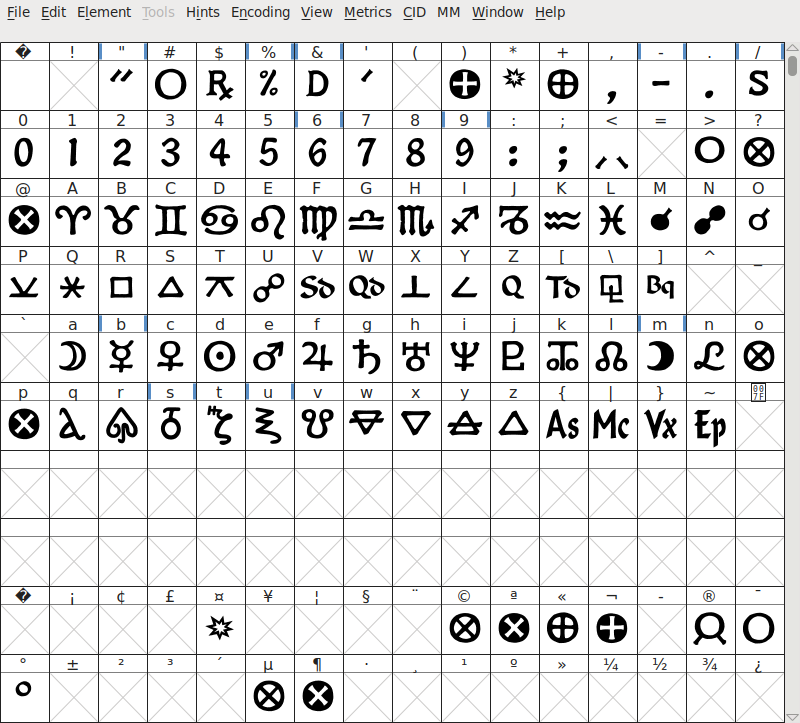 File Edit Element Tools Hints Encoding View Metrics CID MM Window Help
� ! " # $ % & ' ( ) * + , - . /
″ O ℞ % D ′ , - . S
0 1 2 3 4 5 6 7 8 9 : ; < = > ?
0 1 2 3 4 5 6 7 8 9 : ;
@ A B C D E F G H I J K L M N O
♈ ♉ ♊ ♋ ♌ ♍ ♎ ♏ ♐ ♑ ♒ ♓
P Q R S T U V W X Y Z [ \ ] ^ _
Sd Qd Q Td Bq
` a b c d e f g h i j k l m n o
☽ ☿ ♀ ☉ ♂ ♃ ♄ ♅ ♆ ♇ ☊
p q r s t u v w x y z { | } ~ 007F
As Mc Vx Ep
� ¡ ¢ £ ¤ ¥ ¦ § ¨ © ª « ¬ - ® ¯
° ± ² ³ ´ µ ¶ · ¸ ¹ º » ¼ ½ ¾ ¿